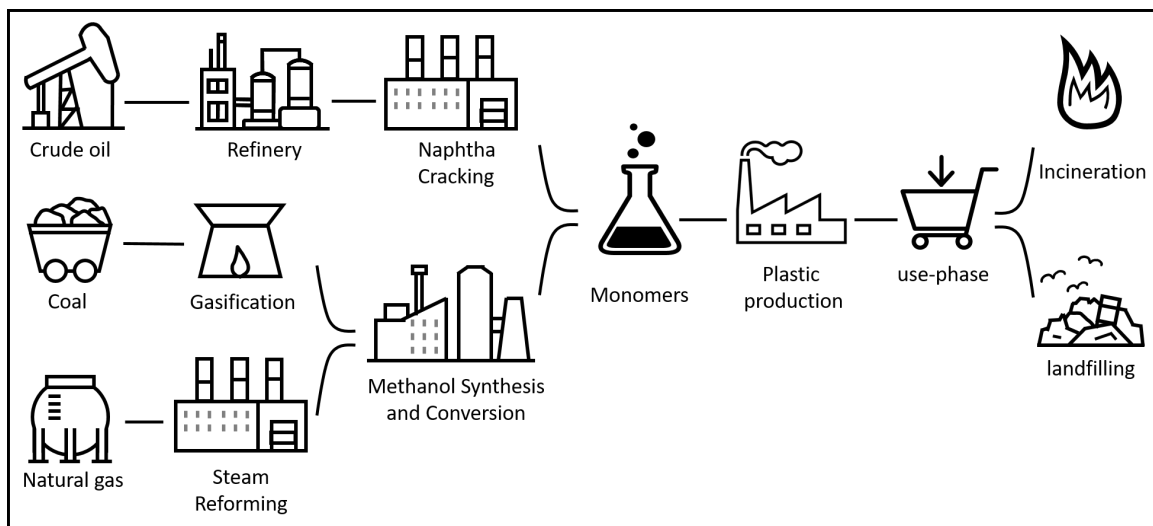 Crude oil
Refinery
Naphtha
Cracking
Incineration
Coal
Gasification
Monomers
Plastic
production
use-phase
Methanol Synthesis
and Conversion
landfilling
Natural gas
Steam
Reforming